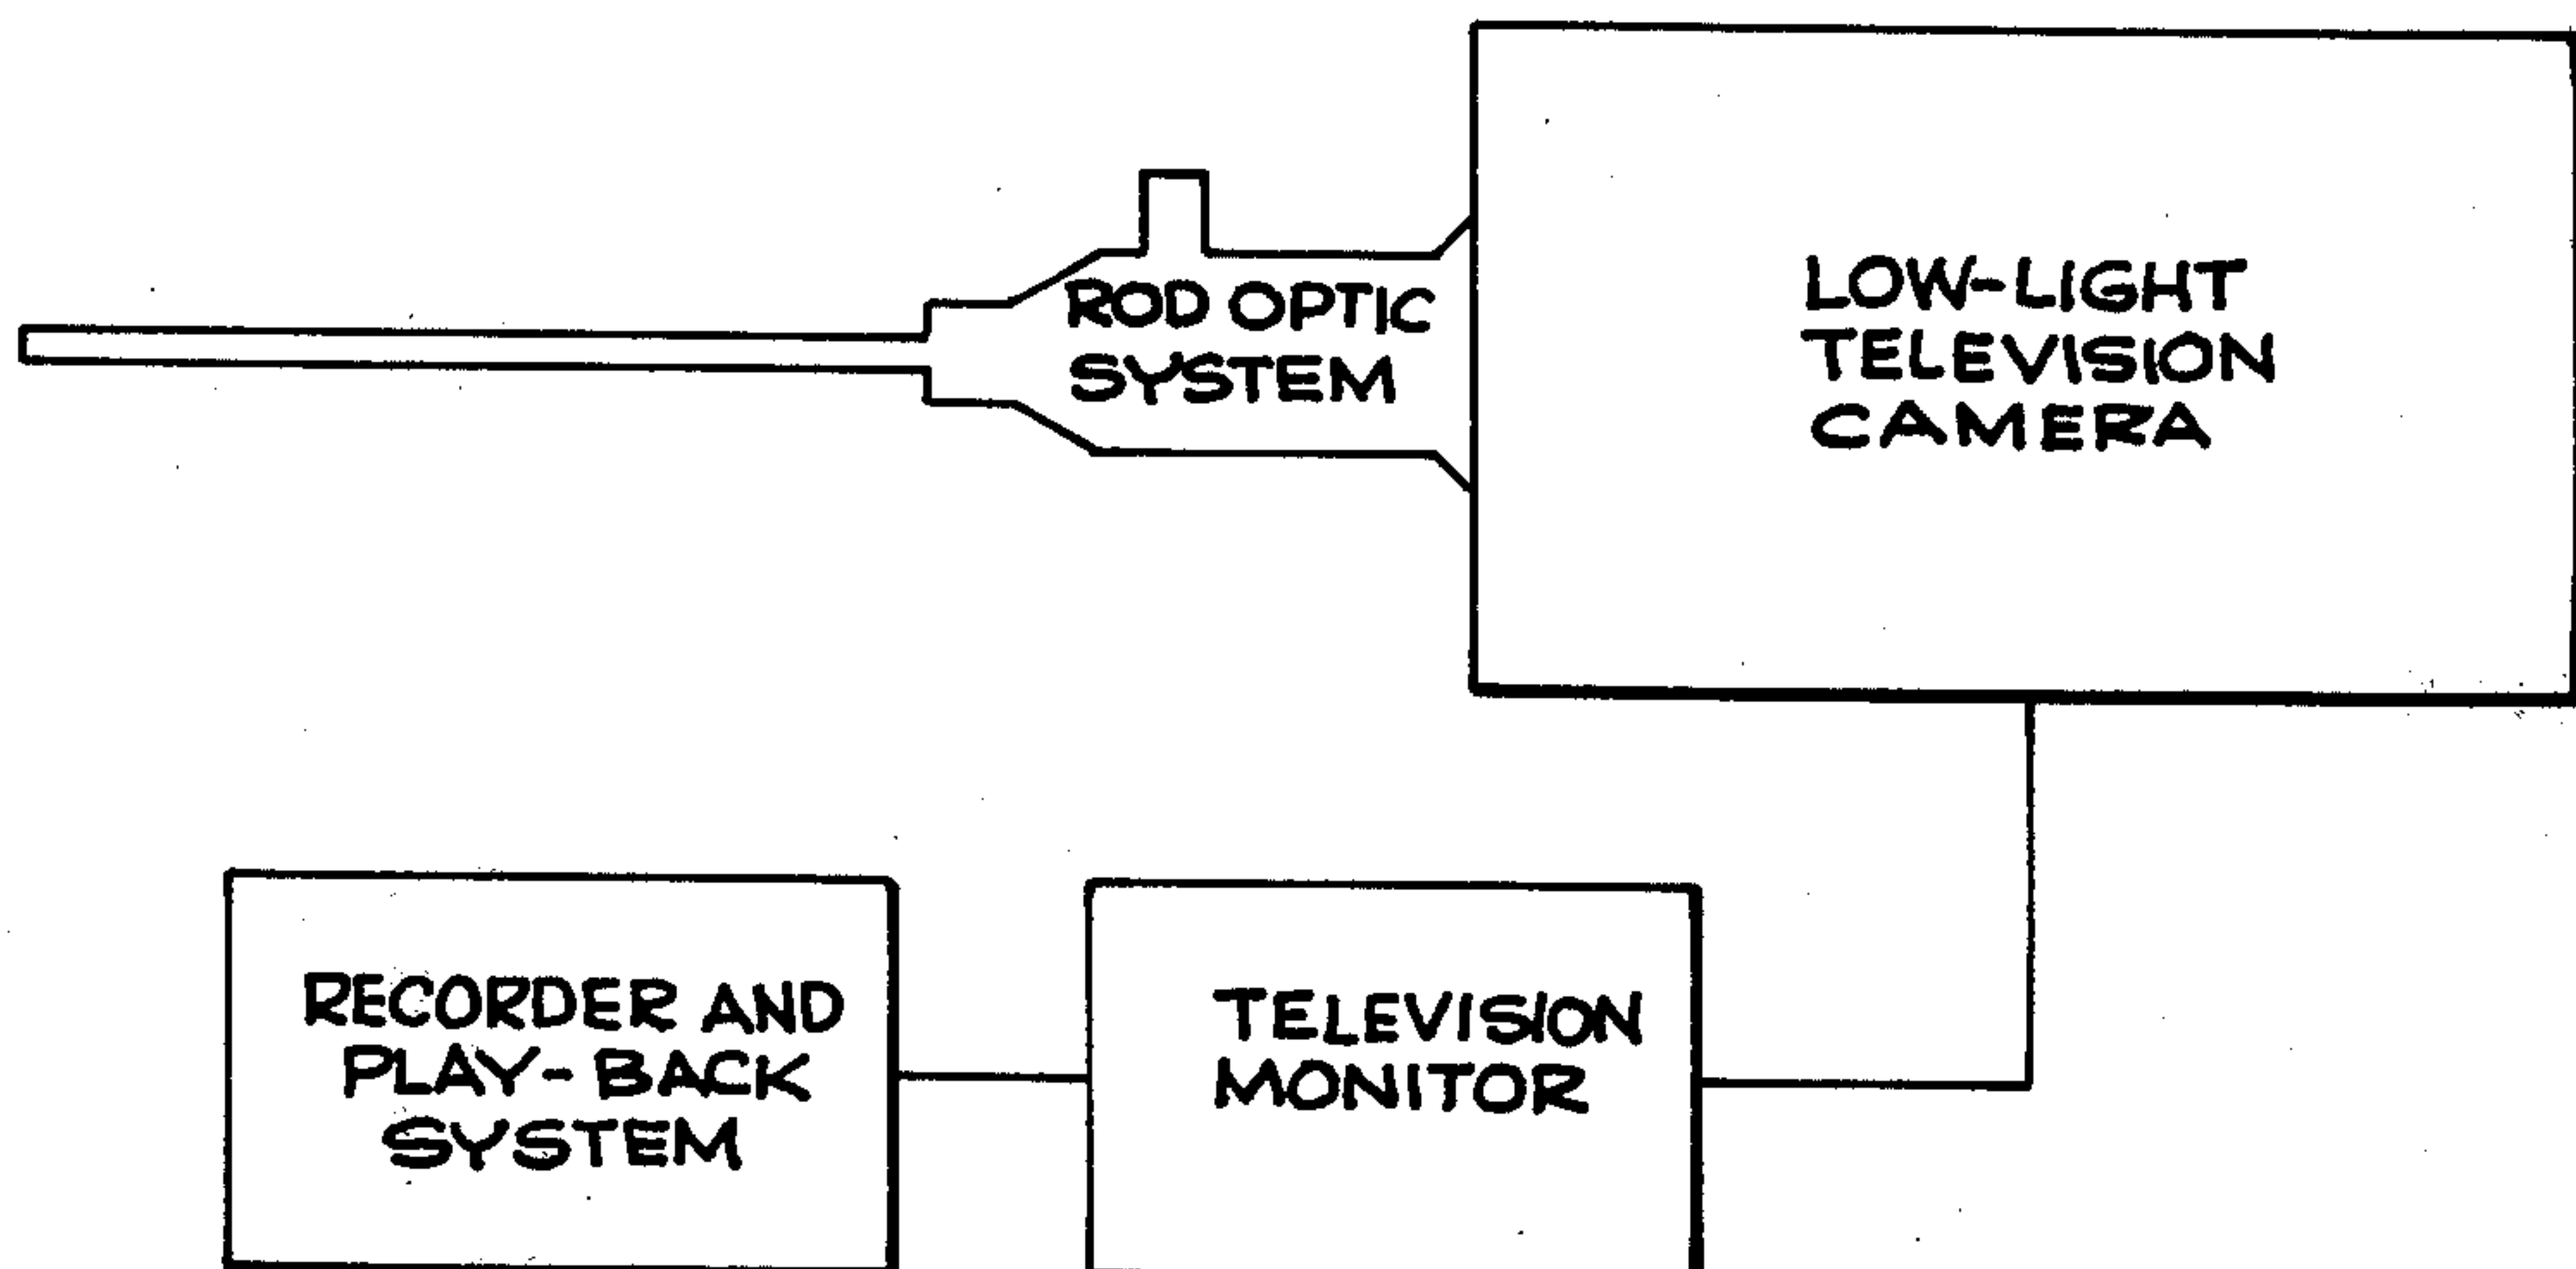 ROD OPTIC
SYSTEM
LOW-LIGHT
TELEVISION
CAMERA
RECORDER AND
PLAY-BACK
SYSTEM
TELEVISION
MONITOR